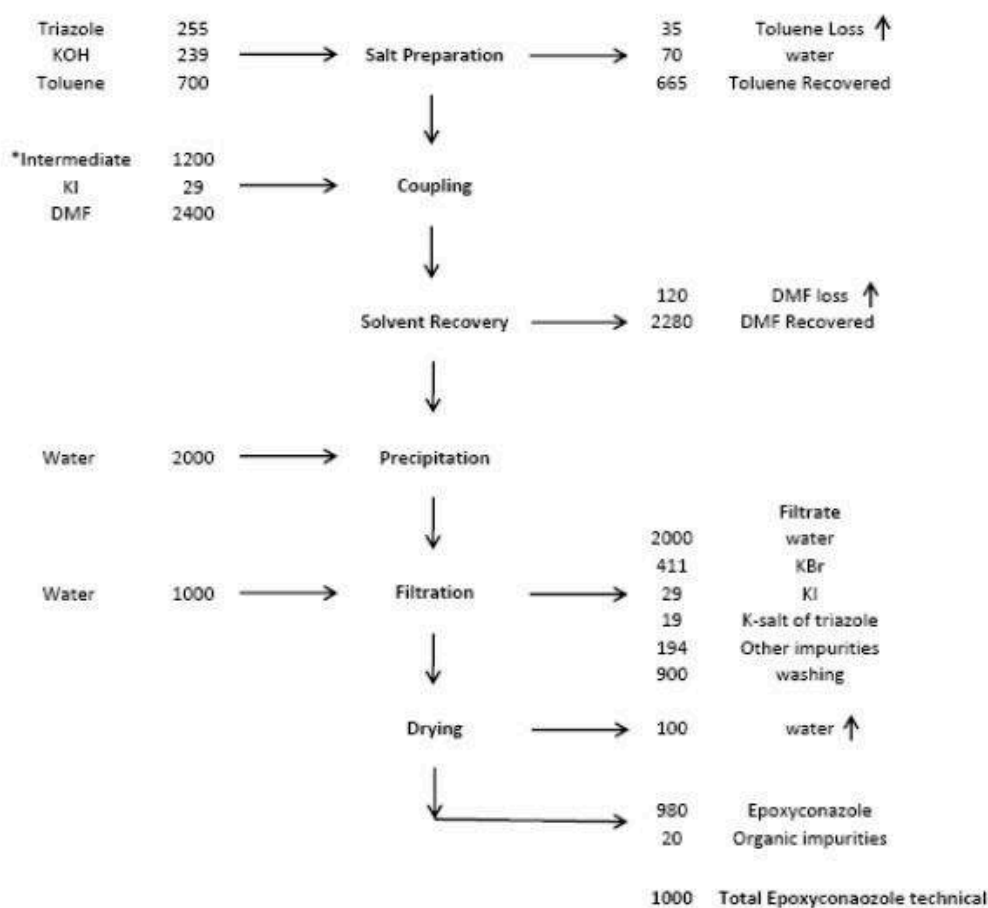 Triazole 255 35 Toluene Loss
KOH 239 Salt Preparation 70 water
Toluene 700 665 Toluene Recovered
*Intermediate 1200
KI 29 Coupling
DMF 2400
120 DMF loss
Solvent Recovery 2280 DMF Recovered
Water 2000 Precipitation
Filtrate
2000 water
411 KBr
Water 1000 Filtration 29 KI
19 K-salt of triazole
194 Other impurities
900 washing
Drying 100 water
980 Epoxyconazole
20 Organic impurities
1000 Total Epoxyconaozole technical